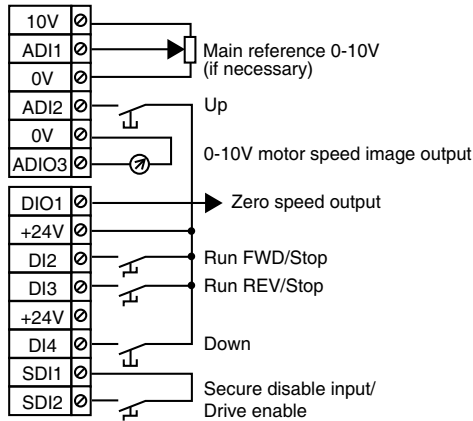 10V
ADI1
Main reference 0-10V
(if necessary)
0V
ADI2
Up
0V
0-10V motor speed image output
ADIO3
DIO1
Zero speed output
+24V
DI2
Run FWD/Stop
DI3
Run REV/Stop
+24V
DI4
Down
SDI1
Secure disable input/
Drive enable
SDI2